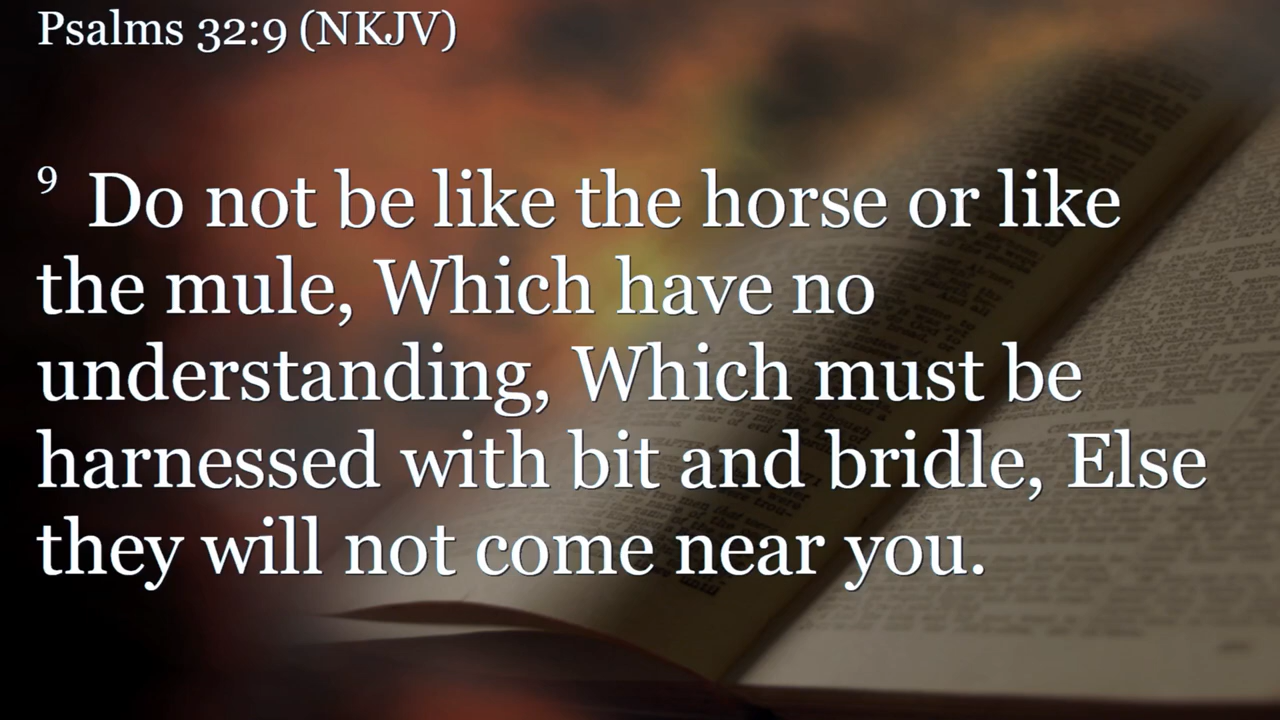 Psalms 32:9 (NKJV)
9 Do not be like the horse or like
the mule, Which have no
understanding, Which must be
harnessed with bit and bridle, Else
they will not come near you.